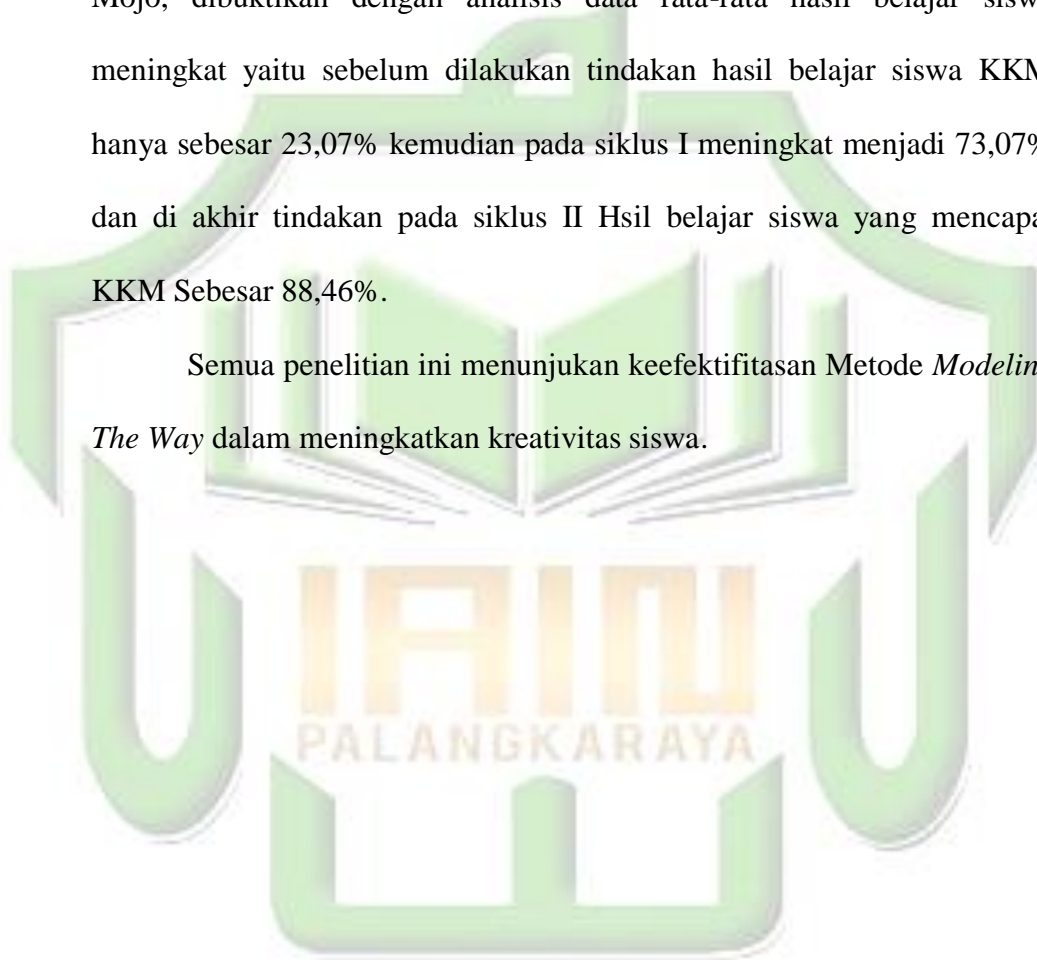 Mojo, dibuktikan dengan analisis data rata-rata hasil belajar sisw
meningkat yaitu sebelum dilakukan tindakan hasil belajar siswa KKM
hanya sebesar 23,07% kemudian pada siklus I meningkat menjadi 73,07%
dan di akhir tindakan pada siklus II Hsil belajar siswa yang mencapa
KKM Sebesar 88,46%.
Semua penelitian ini menunjukan keefektifitasan Metode Modelin
The Way dalam meningkatkan kreativitas siswa.
IAIN
PALANGKARAYA